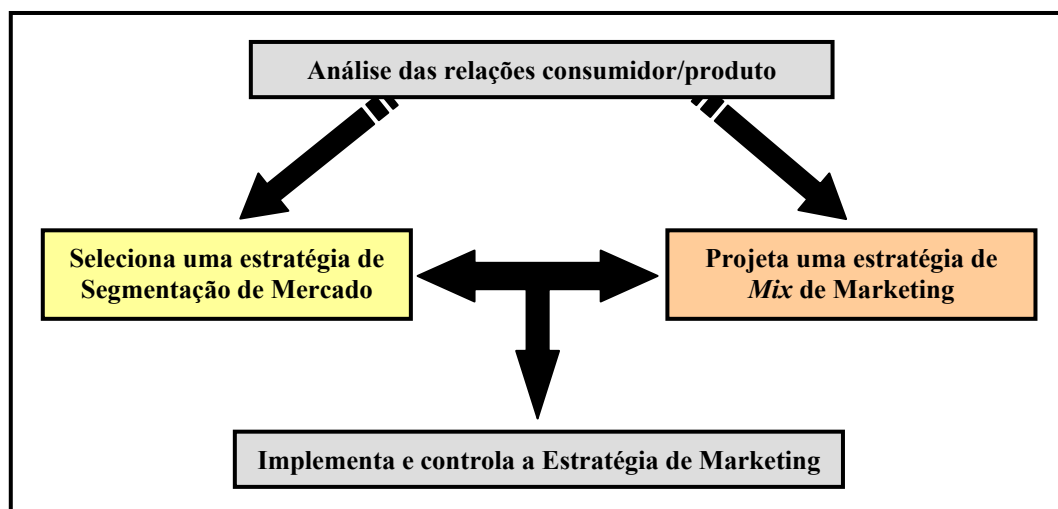 Análise das relações consumidor/produto
Seleciona uma estratégia de
Segmentação de Mercado
Projeta uma estratégia de
Mix de Marketing
Implementa e controla a Estratégia de Marketing